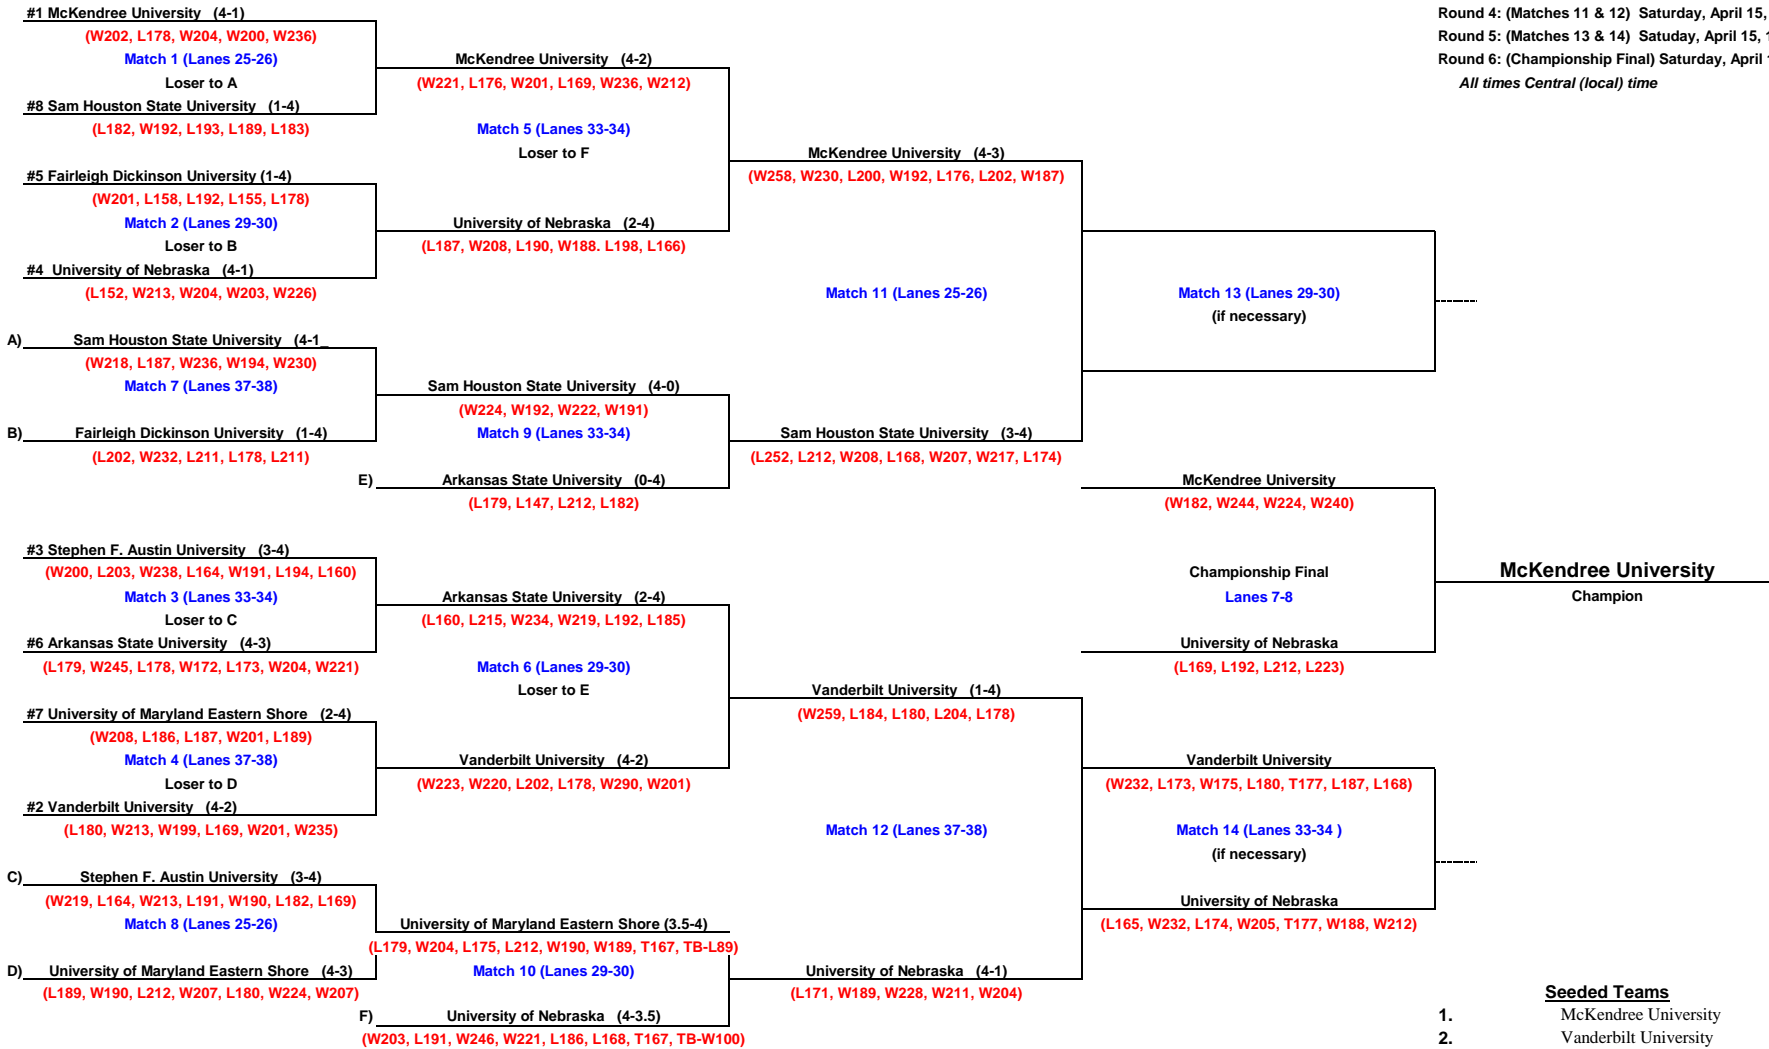 #1 McKendree University (4-1)
(W202, L178, W204, W200, W236)
Match 1 (Lanes 25-26)
Loser to A
#8 Sam Houston State University (1-4)
(L182, W192, L193, L189, L183)
#5 Fairleigh Dickinson University (1-4)
(W201, L158, L192, L155, L178)
Match 2 (Lanes 29-30)
Loser to B
#4 University of Nebraska (4-1)
(L152, W213, W204, W203, W226)
A) Sam Houston State University (4-1_
(W218, L187, W236, W194, W230)
Match 7 (Lanes 37-38)
B) Fairleigh Dickinson University (1-4)
(L202, W232, L211, L178, L211)
#3 Stephen F. Austin University (3-4)
(W200, L203, W238, L164, W191, L194, L160)
Match 3 (Lanes 33-34)
Loser to C
#6 Arkansas State University (4-3)
(L179, W245, L178, W172, L173, W204, W221)
#7 University of Maryland Eastern Shore (2-4)
(W208, L186, L187, W201, L189)
Match 4 (Lanes 37-38)
Loser to D
#2 Vanderbilt University (4-2)
(L180, W213, W199, L169, W201, W235)
C) Stephen F. Austin University (3-4)
(W219, L164, W213, L191, W190, L182, L169)
Match 8 (Lanes 25-26)
D) University of Maryland Eastern Shore (4-3)
(L189, W190, L212, W207, L180, W224, W207)
McKendree University (4-2)
(W221, L176, W201, L169, W236, W212)
Match 5 (Lanes 33-34)
Loser to F
University of Nebraska (2-4)
(L187, W208, L190, W188. L198, L166)
Sam Houston State University (4-0)
(W224, W192, W222, W191)
Match 9 (Lanes 33-34)
E) Arkansas State University (0-4)
(L179, L147, L212, L182)
Arkansas State University (2-4)
(L160, L215, W234, W219, L192, L185)
Match 6 (Lanes 29-30)
Loser to E
Vanderbilt University (4-2)
(W223, W220, L202, L178, W290, W201)
University of Maryland Eastern Shore (3.5-4)
(L179, W204, L175, L212, W190, W189, T167, TB-L89)
Match 10 (Lanes 29-30)
F) University of Nebraska (4-3.5)
(W203, L191, W246, W221, L186, L168, T167, TB-W100)
McKendree University (4-3)
(W258, W230, L200, W192, L176, L202, W187)
Match 11 (Lanes 25-26)
Sam Houston State University (3-4)
(L252, L212, W208, L168, W207, W217, L174)
Vanderbilt University (1-4)
(W259, L184, L180, L204, L178)
Match 12 (Lanes 37-38)
University of Nebraska (4-1)
(L171, W189, W228, W211, W204)
Match 13 (Lanes 29-30)
(if necessary)
McKendree University
(W182, W244, W224, W240)
Championship Final
Lanes 7-8
University of Nebraska
(L169, L192, L212, L223)
Vanderbilt University
(W232, L173, W175, L180, T177, L187, L168)
Match 14 (Lanes 33-34 )
(if necessary)
University of Nebraska
(L165, W232, L174, W205, T177, W188, W212)
Round 4: (Matches 11 & 12) Saturday, April 15,
Round 5: (Matches 13 & 14) Satuday, April 15,
Round 6: (Championship Final) Saturday, April
All times Central (local) time
McKendree University
Champion
Seeded Teams
1. McKendree University
2. Vanderbilt University